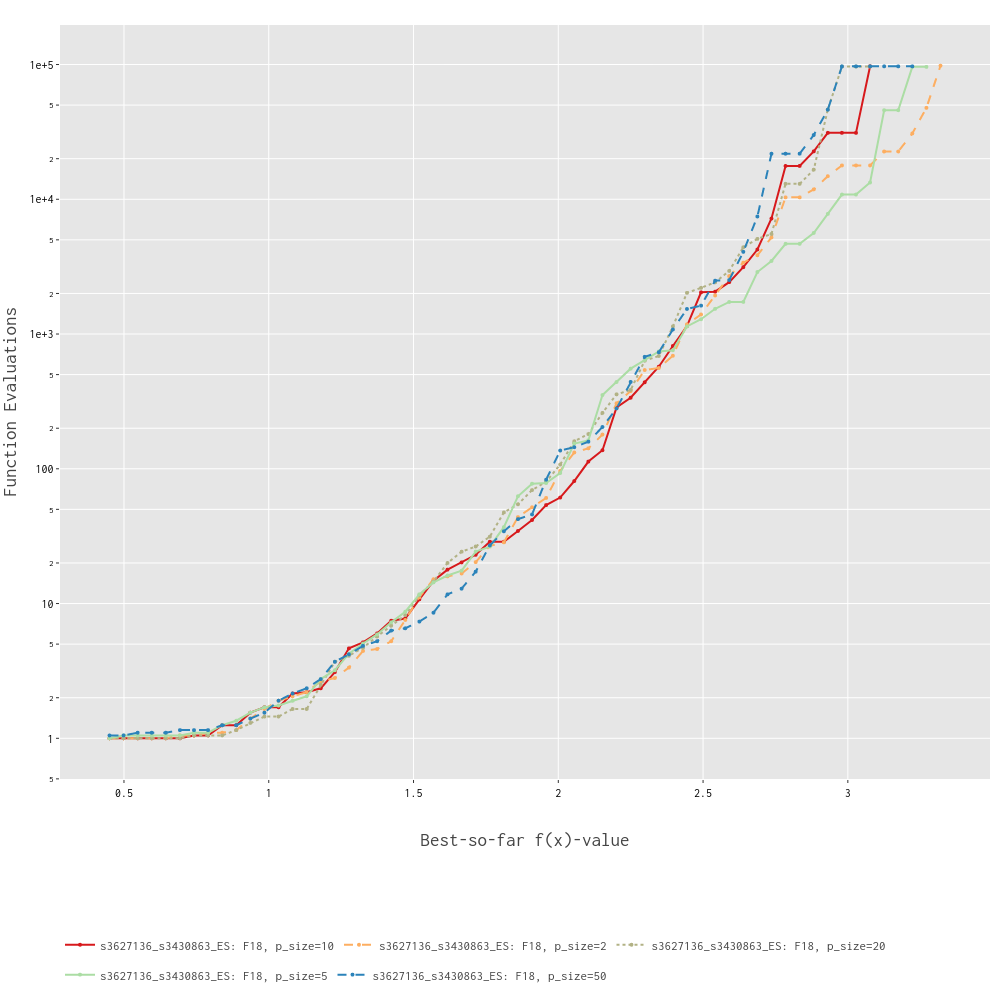 1e+5
5
2
1e+4
5
2
1e+3
5
2
100
5
2
10
5
2
1
5
Function Evaluations
0.5 1 1.5 2 2.5 3
Best-so-far f(x)-value
s3627136_s3430863_ES: F18, p_size=10 s3627136_s3430863_ES: F18, p_size=2 s3627136_s3430863_ES: F18, p_size=20
s3627136_s3430863_ES: F18, p_size=5 s3627136_s3430863_ES: F18, p_size=50